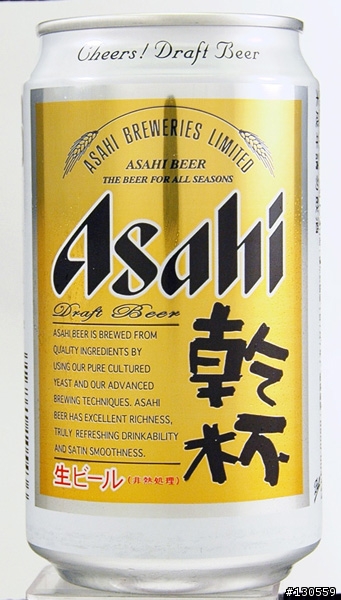 Cheers! Draft Beer
ASAHI BREWERIES LIMITED
ASAHI BEER
THE BEER FOR ALL SEASONS
Asahi
Draft Beer
乾杯
ASAHI BEER IS BREWED FROM
QUALITY INGREDIENTS BY
USING OUR PURE CULTURED
YEAST AND OUR ADVANCED
BREWING TECHNIQUES. ASAHI
BEER HAS EXCELLENT RICHNESS,
TRULY REFRESHING DRINKABILITY
AND SATIN SMOOTHNESS.
生ビール(非熱処理)
#130559